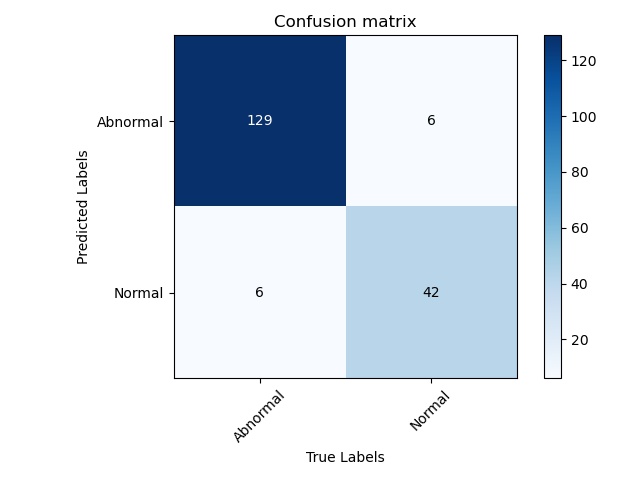 Confusion matrix
Predicted Labels
Abnormal
129
6
Normal
6
42
Abnormal
Normal
True Labels
120
100
80
60
40
20